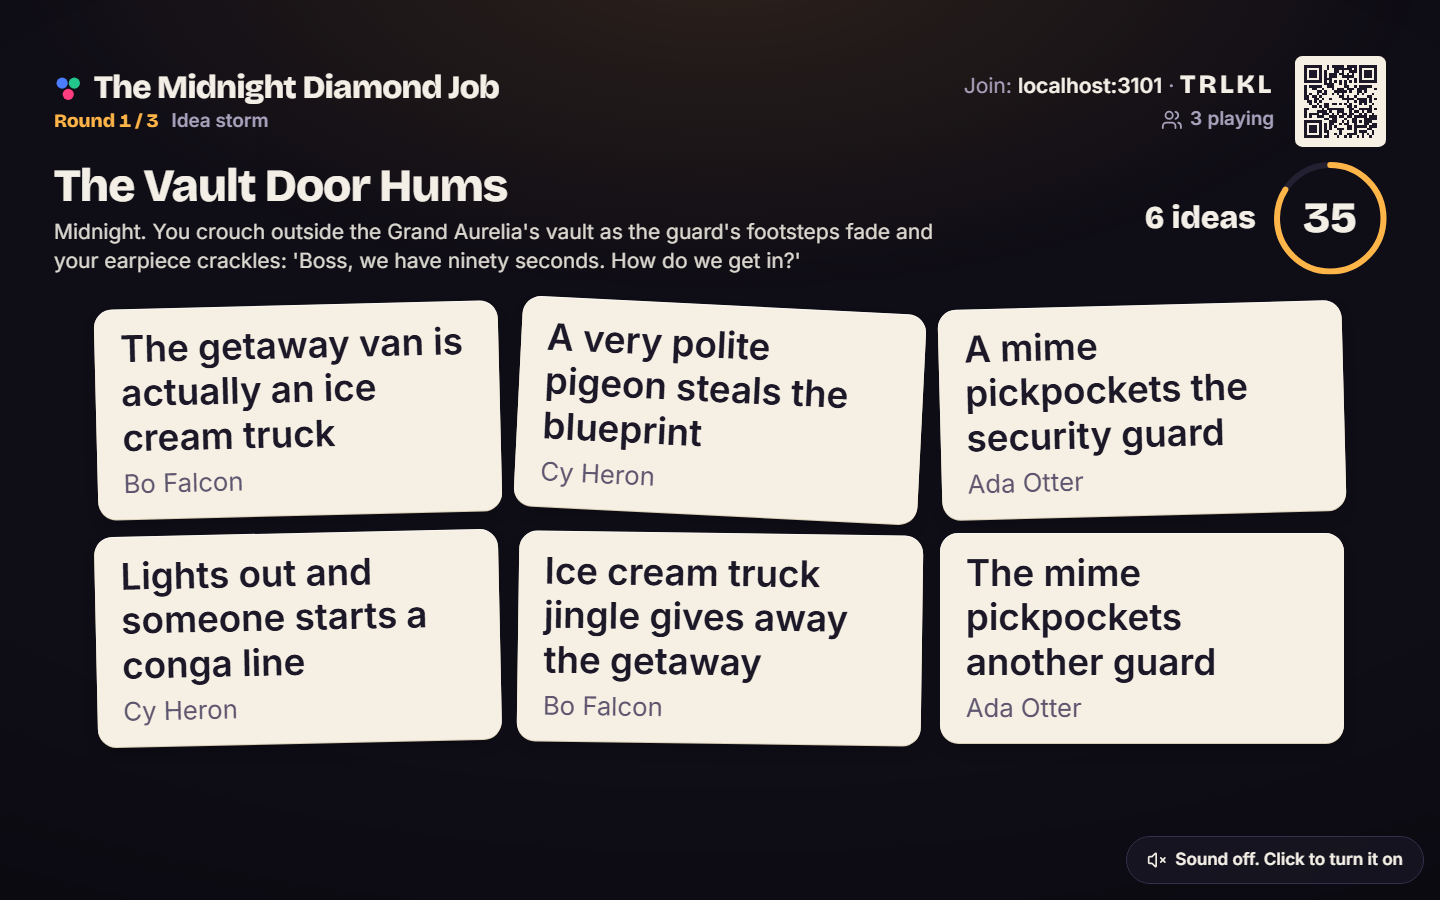 The Midnight Diamond Job
Round 1 / 3 Idea storm
Join: localhost:3101 · TRLKL
3 playing
The Vault Door Hums
Midnight. You crouch outside the Grand Aurelia's vault as the guard's footsteps fade and
your earpiece crackles: 'Boss, we have ninety seconds. How do we get in?'
6 ideas
35
The getaway van is
actually an ice
cream truck
Bo Falcon
A very polite
pigeon steals the
blueprint
Cy Heron
A mime
pickpockets the
security guard
Ada Otter
Lights out and
someone starts a
conga line
Cy Heron
Ice cream truck
jingle gives away
the getaway
Bo Falcon
The mime
pickpockets
another guard
Ada Otter
Sound off. Click to turn it on